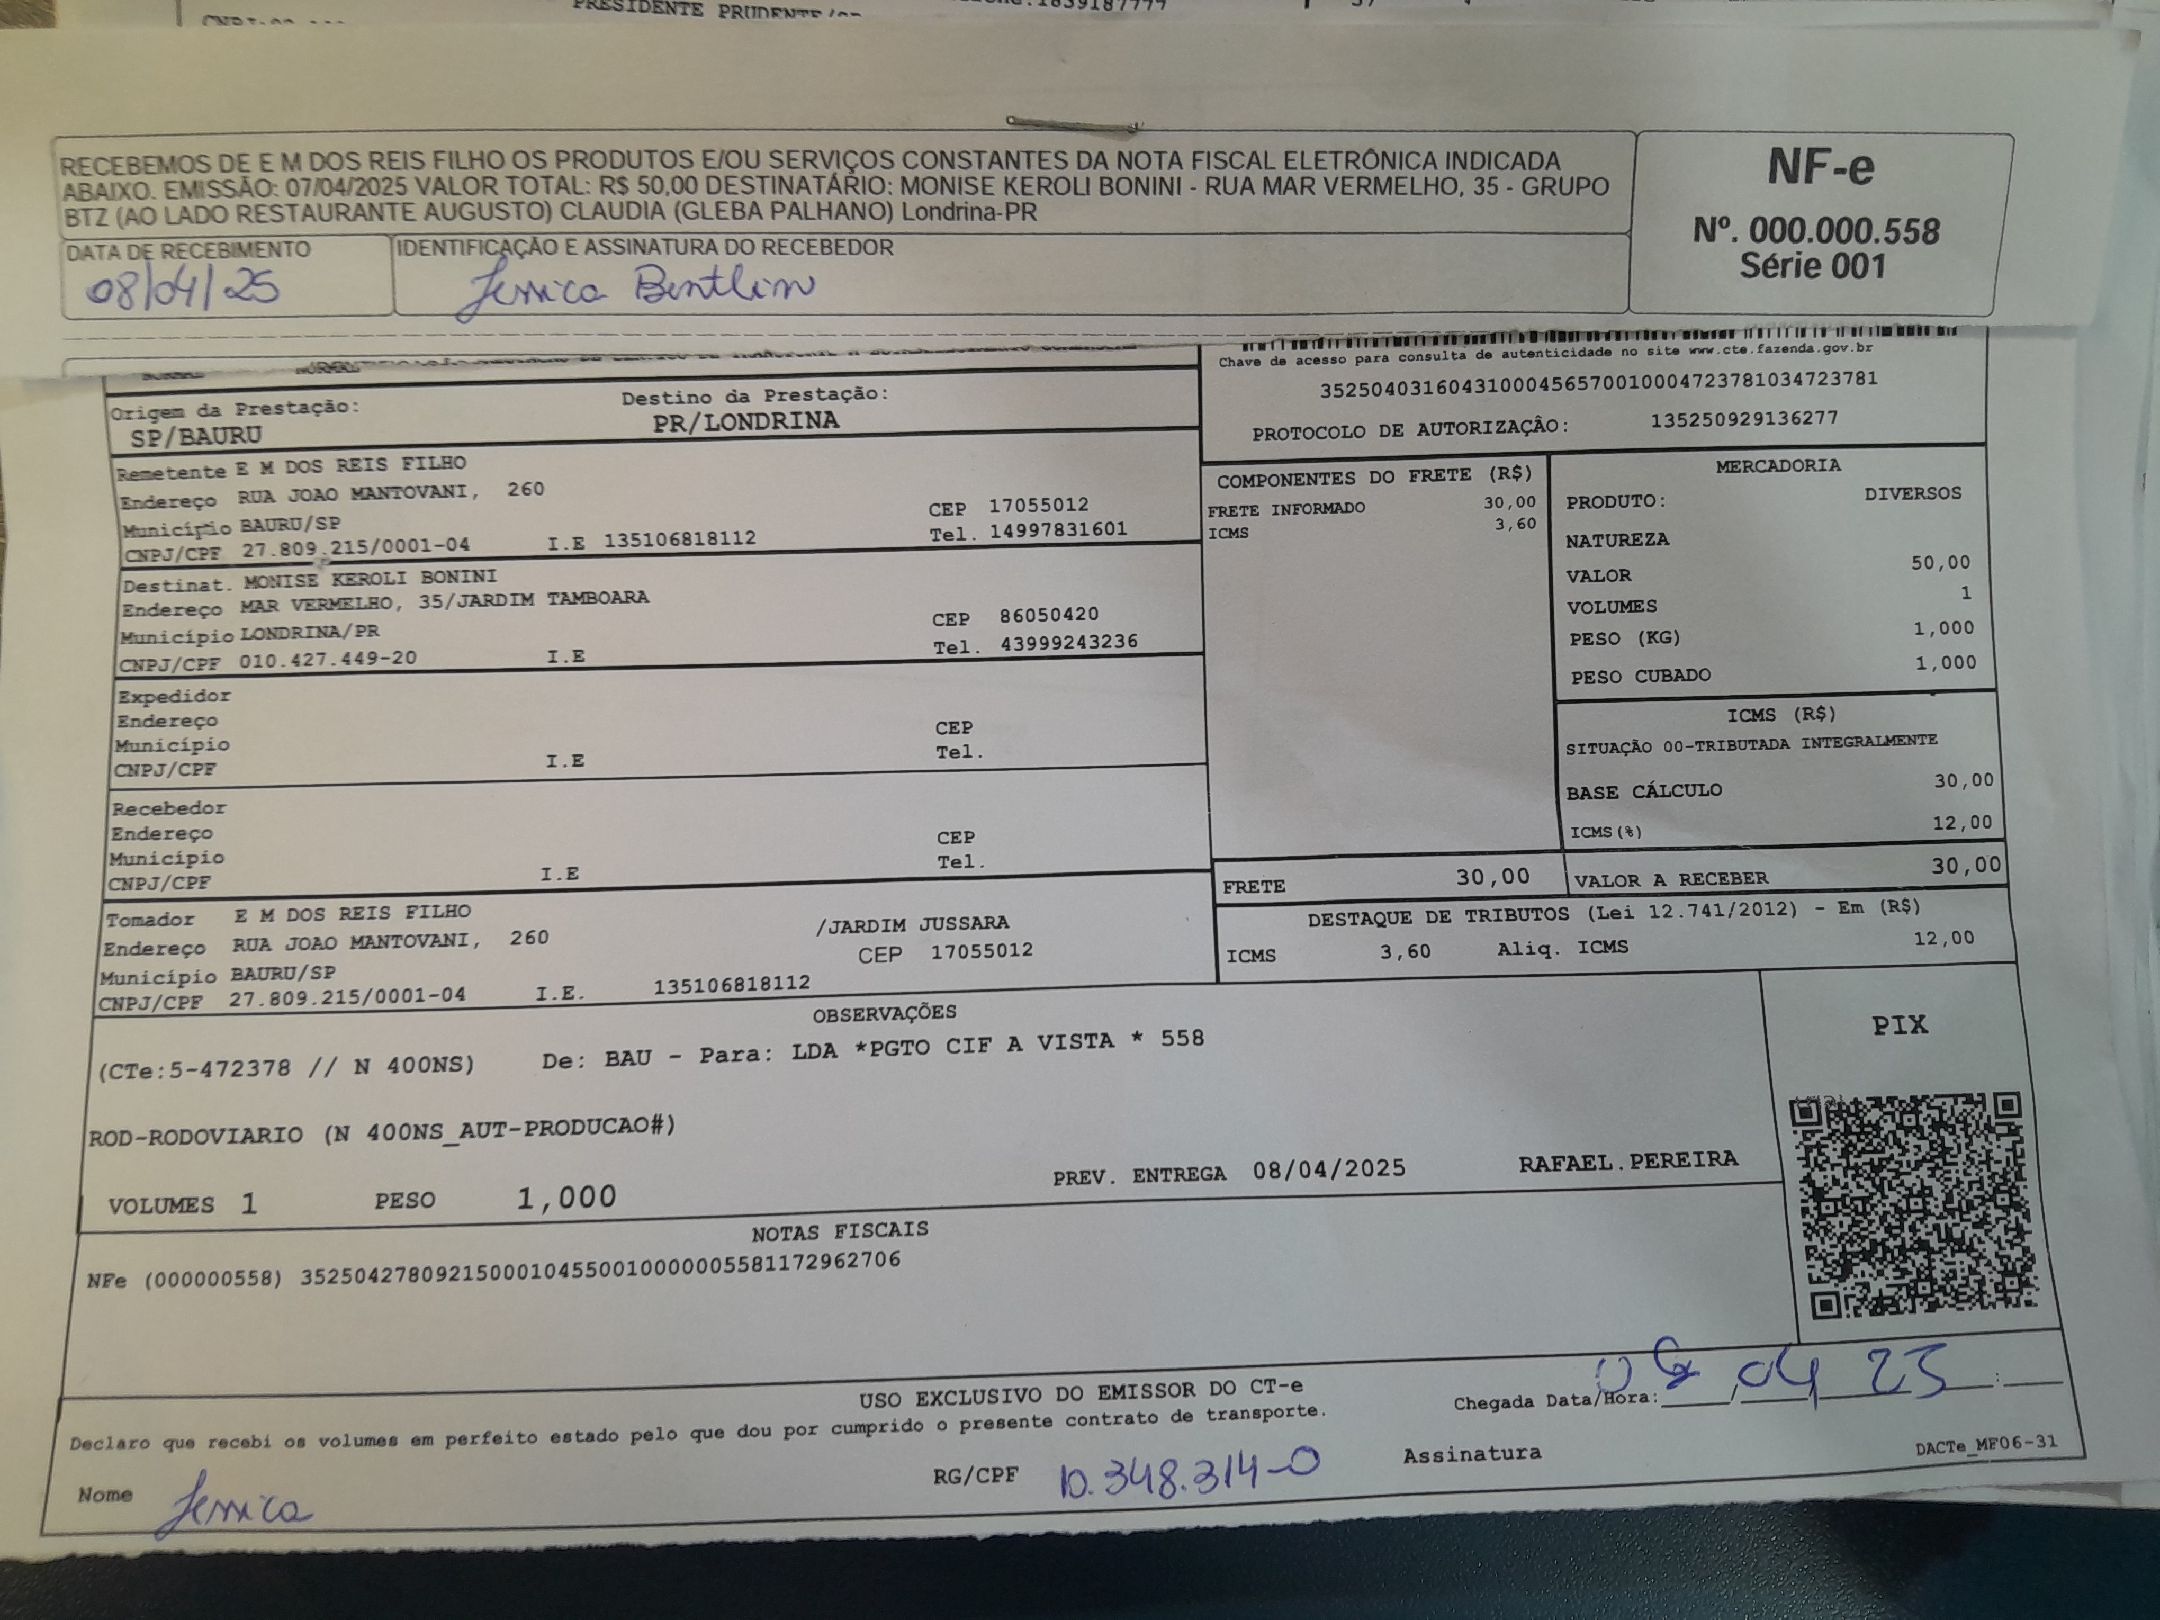 PRESIDENTE PRUDENTE
RECEBEMOS DE E M DOS REIS FILHO OS PRODUTOS E/OU SERVIÇOS CONSTANTES DA NOTA FISCAL ELETRÔNICA INDICADA
ABAIXO. EMISSÃO: 07/04/2025 VALOR TOTAL: R$ 50,00 DESTINATÁRIO: MONISE KEROLI BONINI - RUA MAR VERMELHO, 35 - GRUPO
BTZ (AO LADO RESTAURANTE AUGUSTO) CLAUDIA (GLEBA PALHANO) Londrina-PR
NF-e
Nº. 000.000.558
Série 001
DATA DE RECEBIMENTO
08/04/25
IDENTIFICAÇÃO E ASSINATURA DO RECEBEDOR
Jessica Bentlin
Chave de acesso para consulta de autenticidade no site www.cte.fazenda.gov.br
35250403160431000456570010004723781034723781
PROTOCOLO DE AUTORIZAÇÃO: 135250929136277
Origem da Prestação: Destino da Prestação:
SP/BAURU PR/LONDRINA
Remetente E M DOS REIS FILHO
Endereço RUA JOAO MANTOVANI, 260
Município BAURU/SP CEP 17055012
CNPJ/CPF 27.809.215/0001-04 I.E 135106818112 Tel. 14997831601
Destinat. MONISE KEROLI BONINI
Endereço MAR VERMELHO, 35/JARDIM TAMBOARA
Município LONDRINA/PR CEP 86050420
CNPJ/CPF 010.427.449-20 I.E Tel. 43999243236
Expedidor
Endereço
Município CEP
CNPJ/CPF I.E Tel.
Recebedor
Endereço
Município CEP
CNPJ/CPF I.E Tel.
Tomador E M DOS REIS FILHO
Endereço RUA JOAO MANTOVANI, 260 /JARDIM JUSSARA
Município BAURU/SP CEP 17055012
CNPJ/CPF 27.809.215/0001-04 I.E. 135106818112
COMPONENTES DO FRETE (R$)
FRETE INFORMADO 30,00
ICMS 3,60
MERCADORIA
PRODUTO: DIVERSOS
NATUREZA
VALOR 50,00
VOLUMES 1
PESO (KG) 1,000
PESO CUBADO 1,000
ICMS (R$)
SITUAÇÃO 00-TRIBUTADA INTEGRALMENTE
BASE CÁLCULO 30,00
ICMS(%) 12,00
FRETE 30,00 VALOR A RECEBER 30,00
DESTAQUE DE TRIBUTOS (Lei 12.741/2012) - Em (R$)
ICMS 3,60 Aliq. ICMS 12,00
OBSERVAÇÕES
(CTe:5-472378 // N 400NS) De: BAU - Para: LDA *PGTO CIF A VISTA * 558
ROD-RODOVIARIO (N 400NS_AUT-PRODUCAO#)
VOLUMES 1 PESO 1,000 PREV. ENTREGA 08/04/2025 RAFAEL.PEREIRA
PIX
NOTAS FISCAIS
NFe (000000558) 35250427809215000104550010000005581172962706
USO EXCLUSIVO DO EMISSOR DO CT-e
Declaro que recebi os volumes em perfeito estado pelo que dou por cumprido o presente contrato de transporte.
Chegada Data/Hora: 08/04
Nome Jessica RG/CPF 10.348.314-0 Assinatura
DACTe_MF06-31